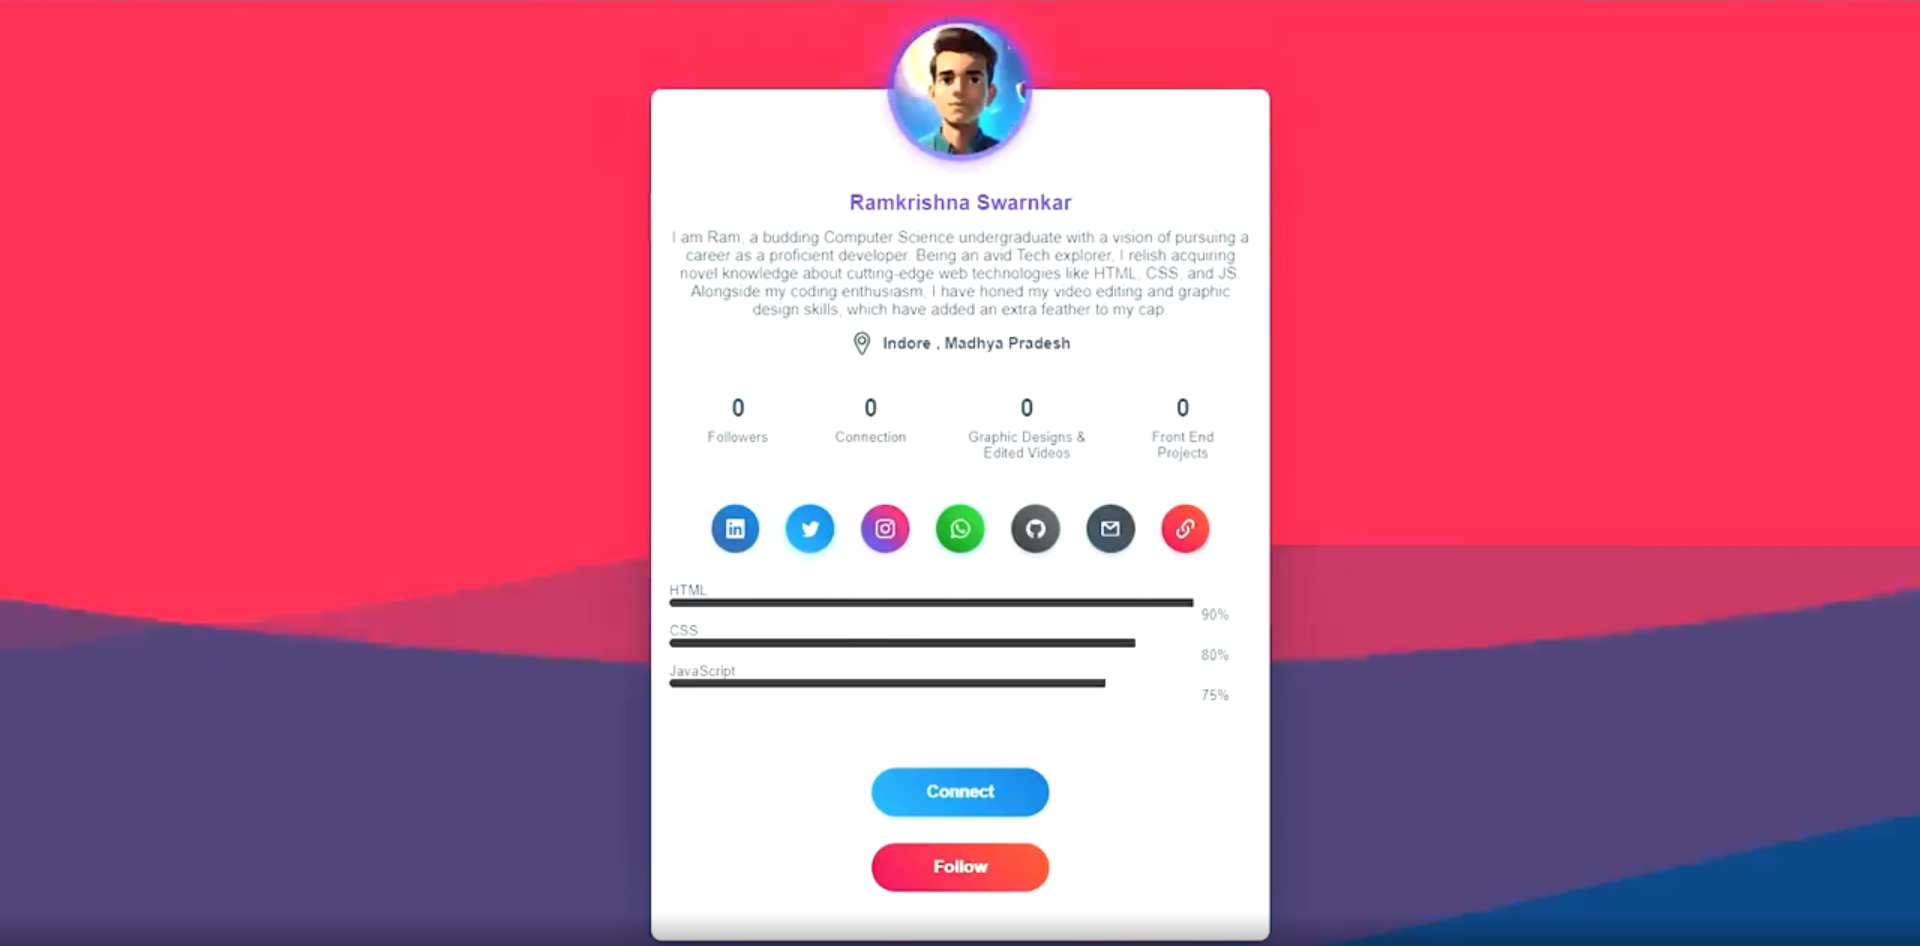 Ramkrishna Swarnkar
I am Ram, a budding Computer Science undergraduate with a vision of pursuing a
career as a proficient developer. Being an avid Tech explorer, I relish acquiring
novel knowledge about cutting-edge web technologies like HTML, CSS, and JS.
Alongside my coding enthusiasm, I have honed my video editing and graphic
design skills, which have added an extra feather to my cap
Indore , Madhya Pradesh
0 0 0 0
Followers Connection Graphic Designs & Front End
Edited Videos Projects
in
HTML
90%
CSS
80%
JavaScript
75%
Connect
Follow